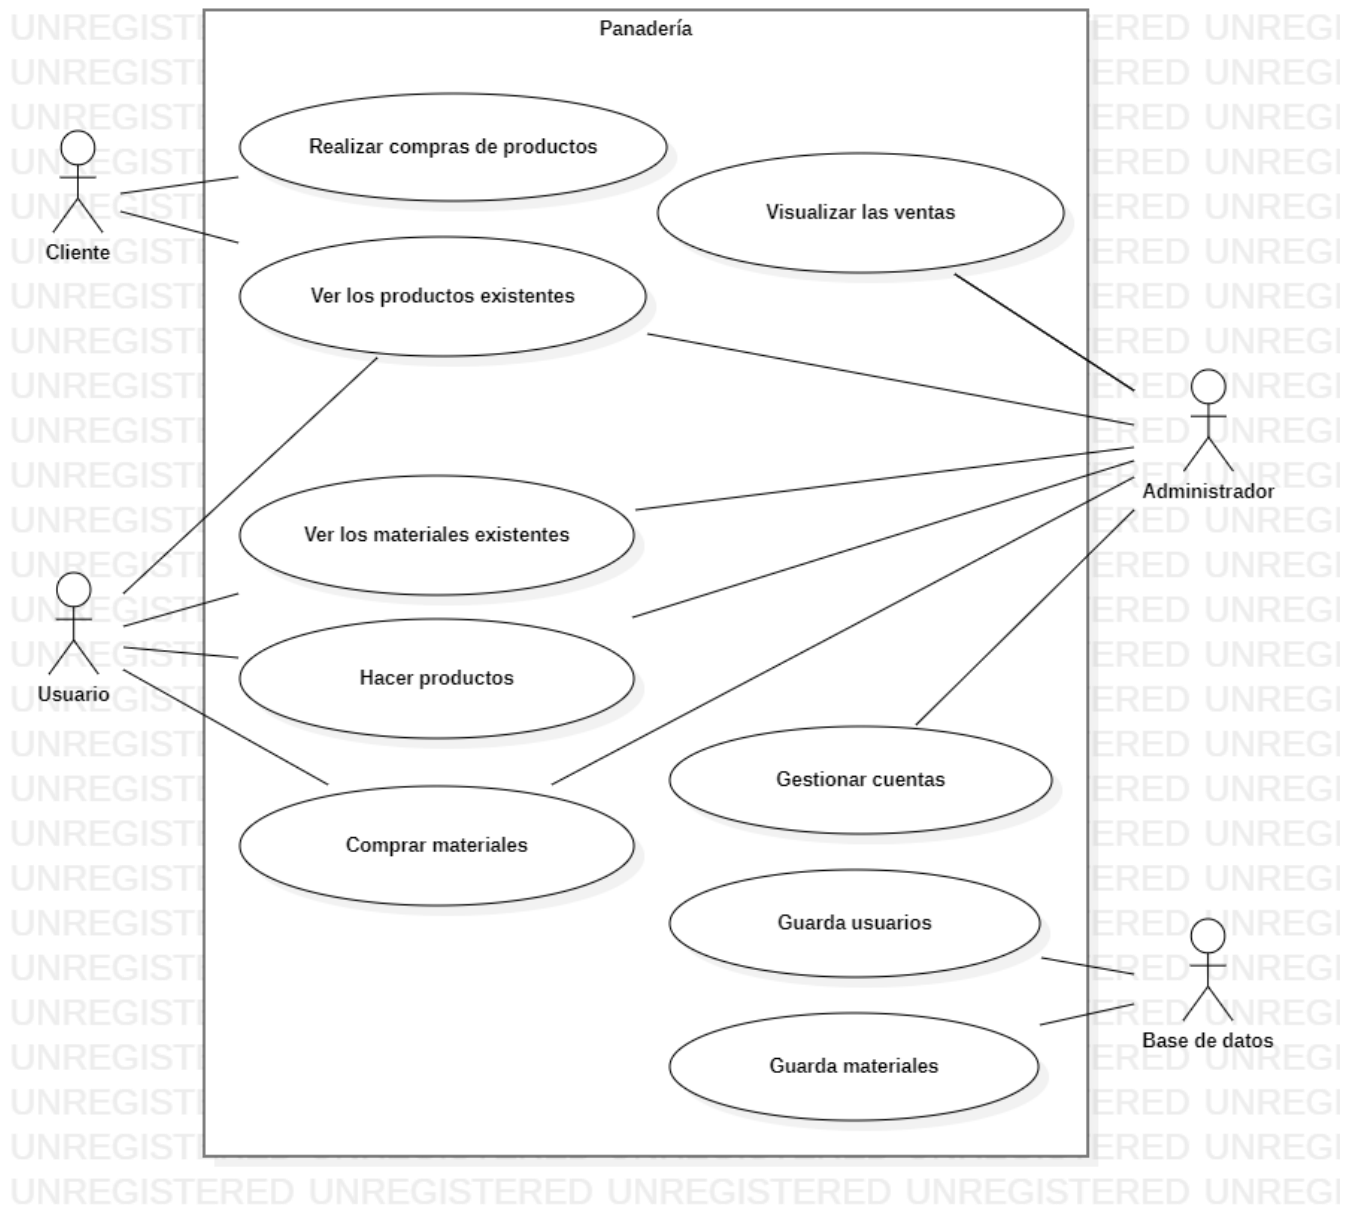 Panadería
Realizar compras de productos
Visualizar las ventas
Cliente
Ver los productos existentes
Administrador
Ver los materiales existentes
Hacer productos
Usuario
Gestionar cuentas
Comprar materiales
Guarda usuarios
Base de datos
Guarda materiales
UNREGISTERED UNREGISTERED UNREGISTERED UNREGISTERED UNREGI